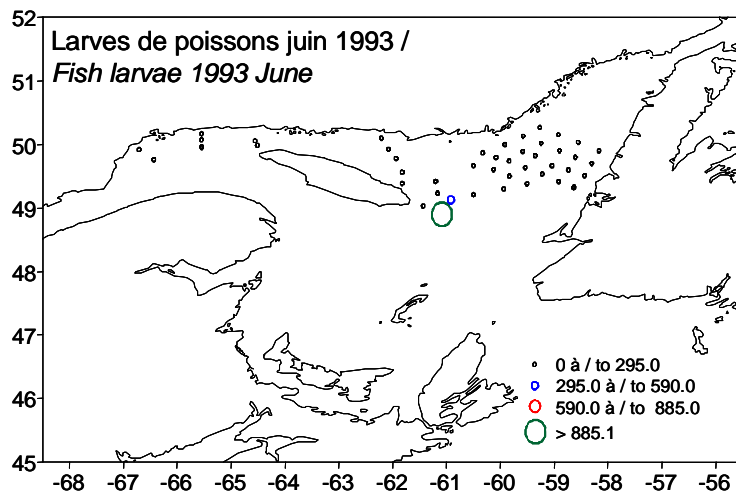 Larves de poissons juin 1993 /
Fish larvae 1993 June
52
51
50
49
48
47
46
45
0 à / to 295.0
295.0 à / to 590.0
590.0 à / to 885.0
> 885.1
-68 -67 -66 -65 -64 -63 -62 -61 -60 -59 -58 -57 -56